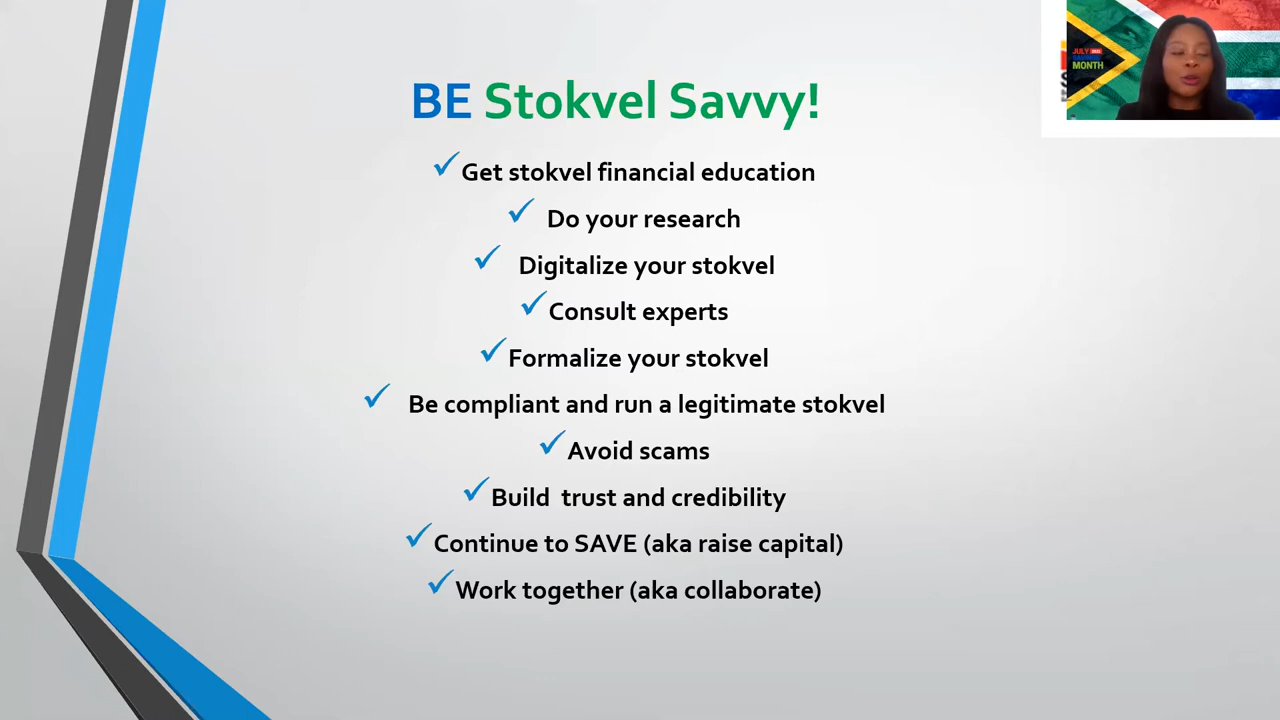 BE Stokvel Savvy!
Get stokvel financial education
Do your research
Digitalize your stokvel
Consult experts
Formalize your stokvel
Be compliant and run a legitimate stokvel
Avoid scams
Build trust and credibility
Continue to SAVE (aka raise capital)
Work together (aka collaborate)
JULY
MONTH